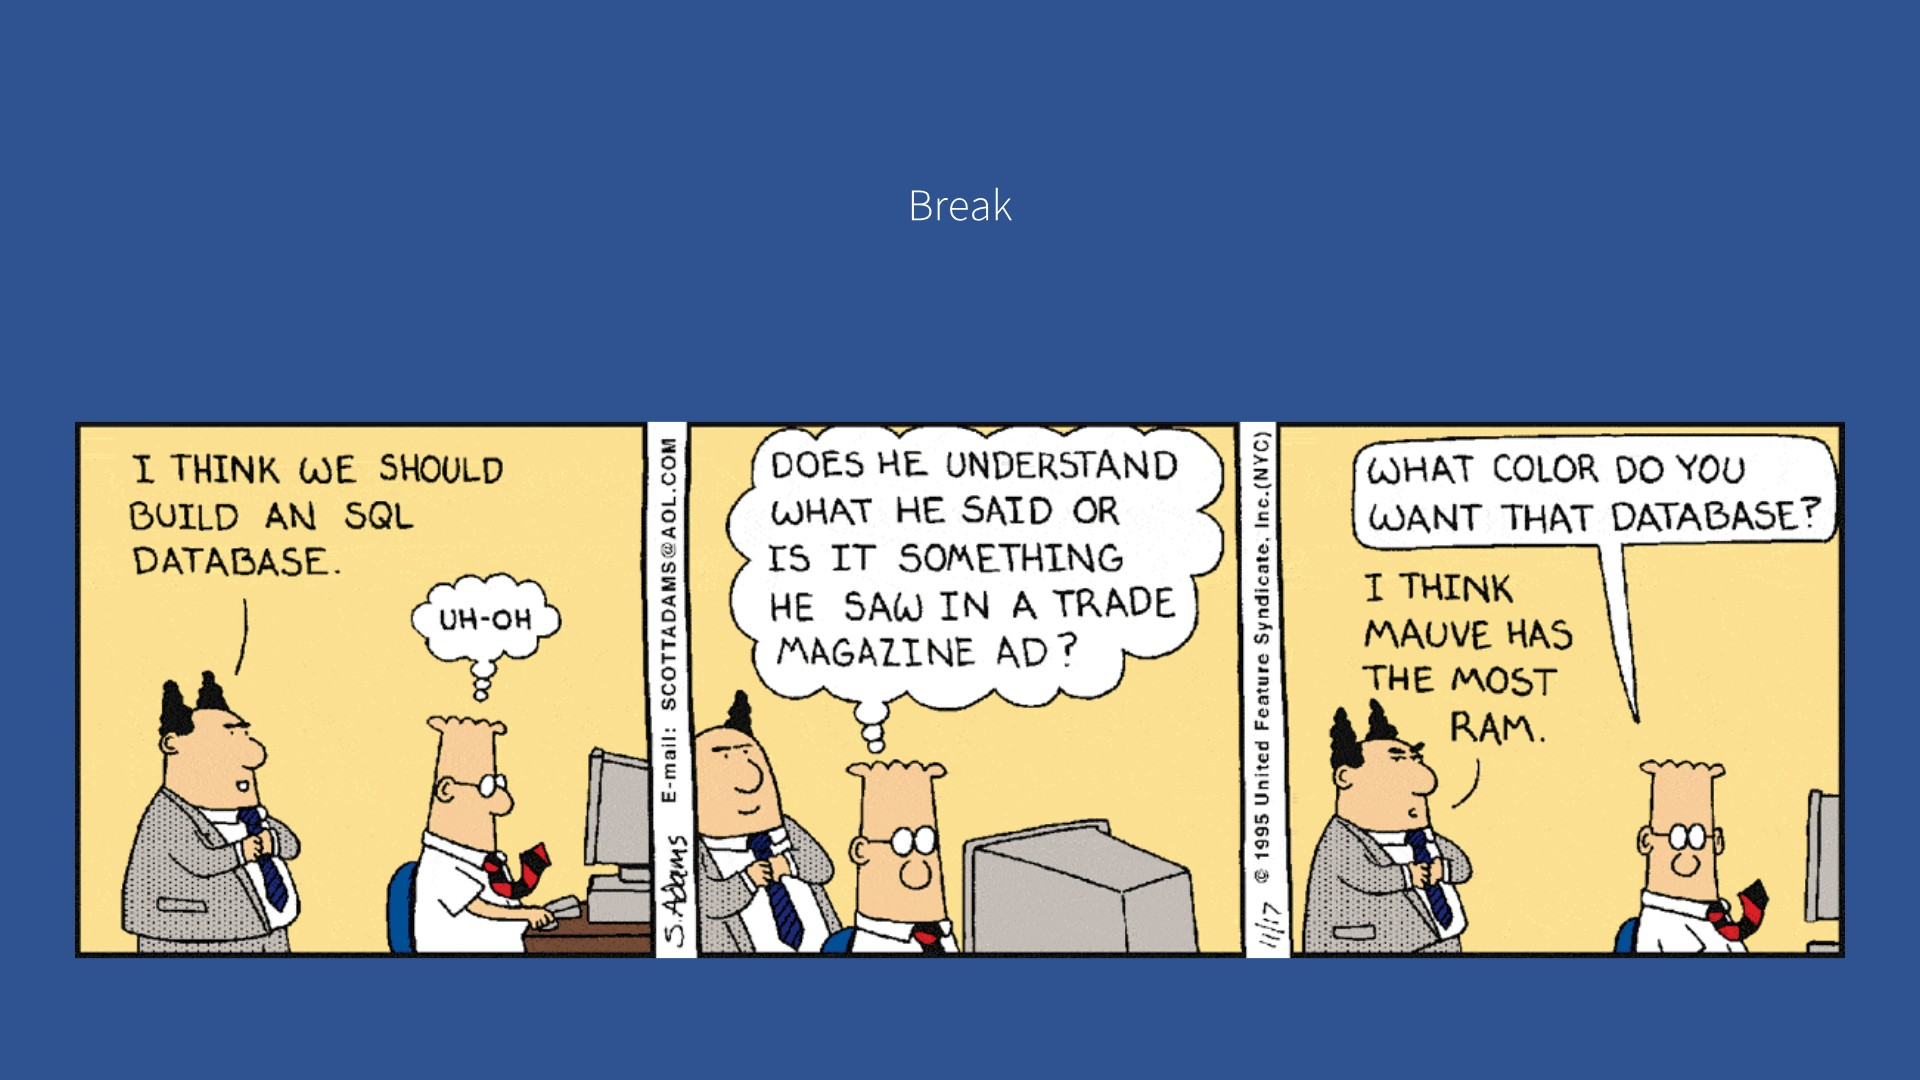 Break
I THINK WE SHOULD
BUILD AN SQL
DATABASE.
UH-OH
S. Adams E-mail: SCOTTADAMS@AOL.COM
DOES HE UNDERSTAND
WHAT HE SAID OR
IS IT SOMETHING
HE SAW IN A TRADE
MAGAZINE AD?
11/17 © 1995 United Feature Syndicate, Inc.(NYC)
WHAT COLOR DO YOU
WANT THAT DATABASE?
I THINK
MAUVE HAS
THE MOST
RAM.